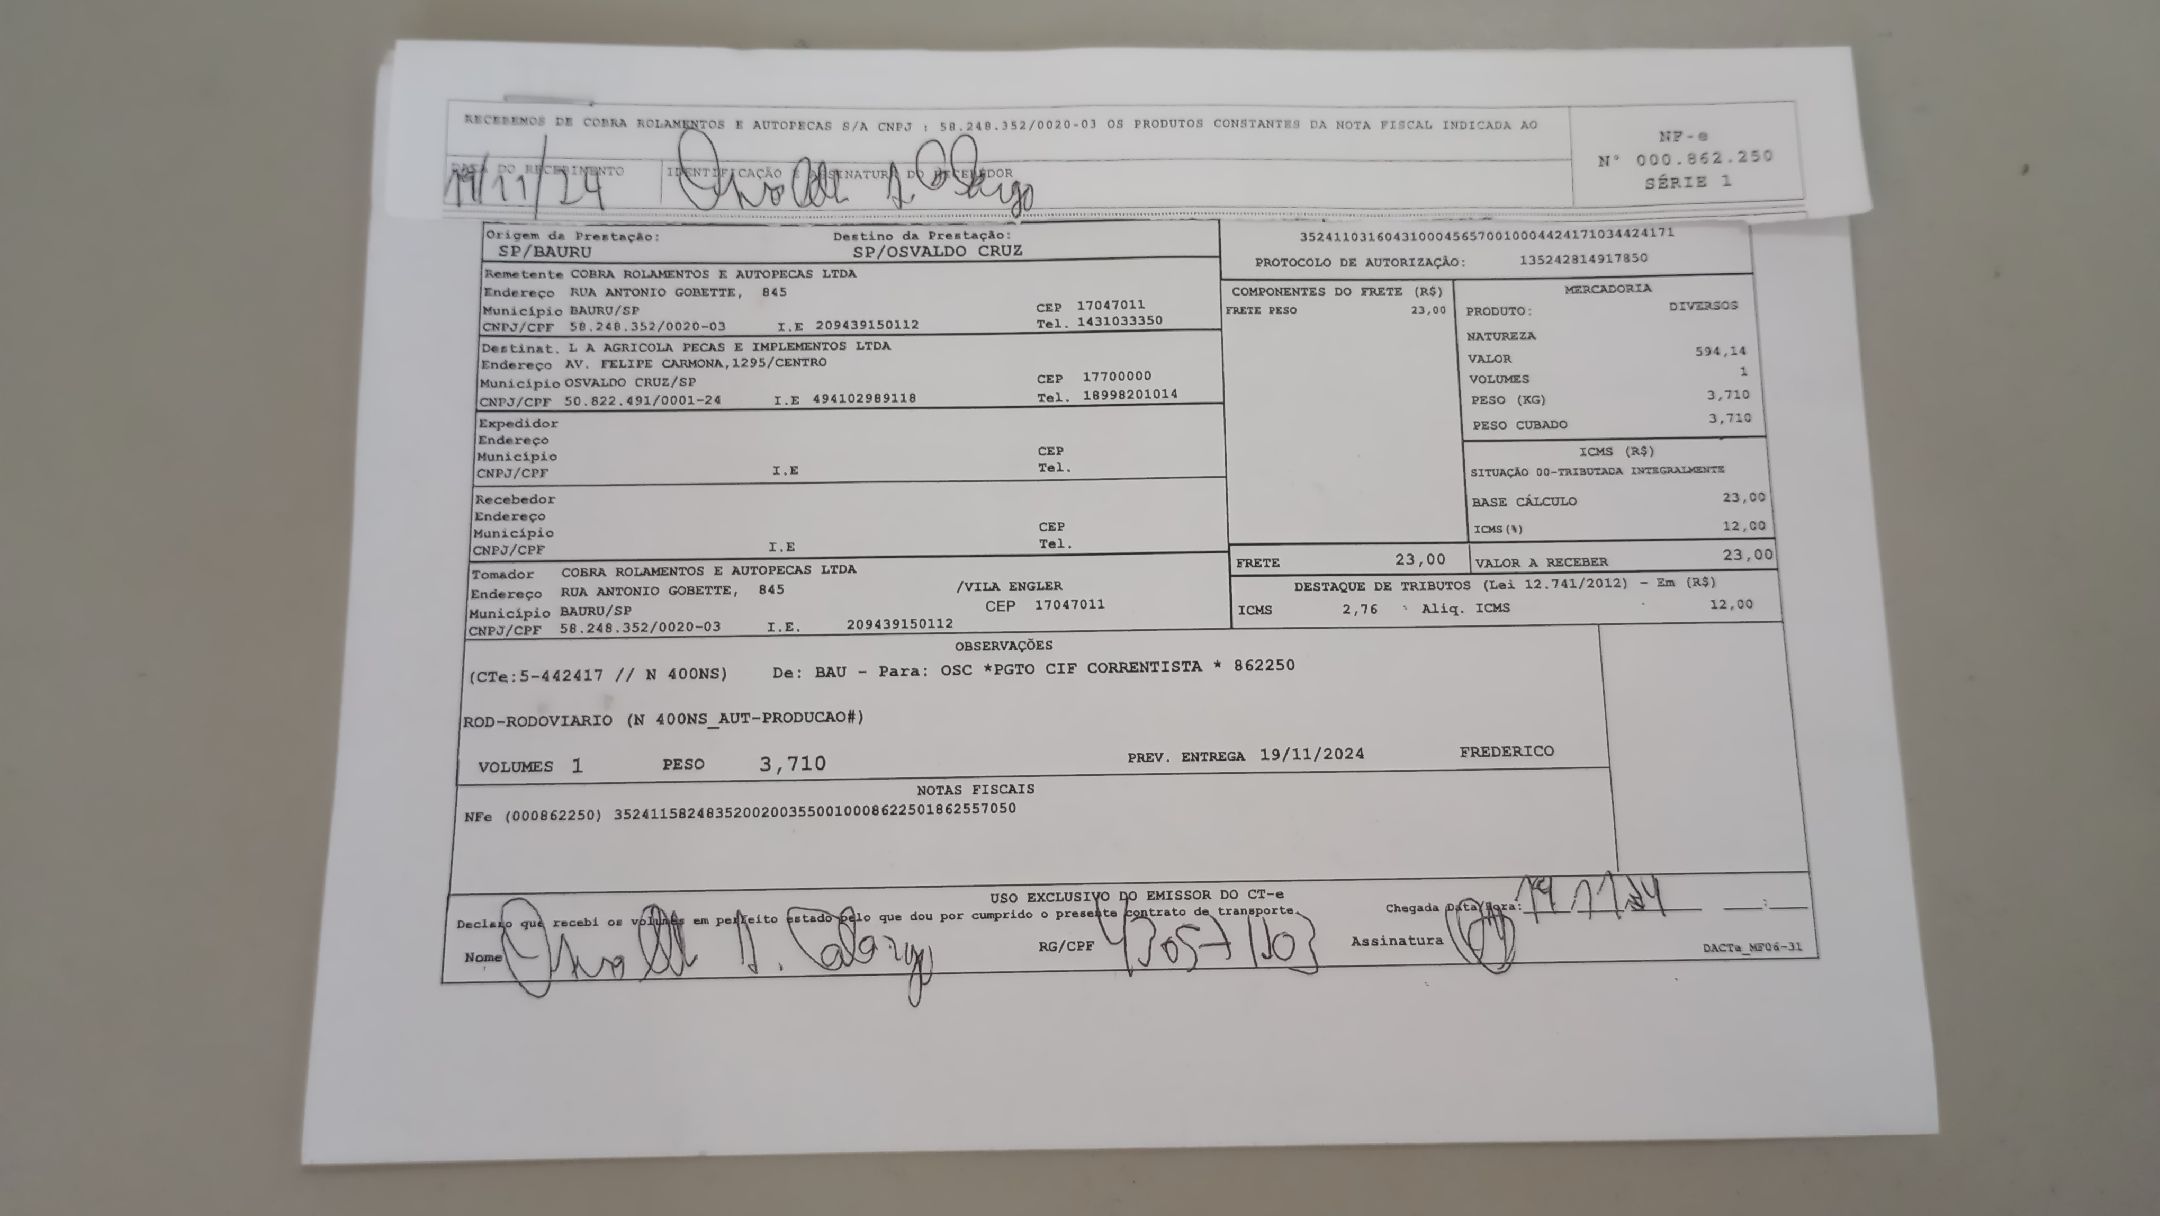 RECEBEMOS DE COBRA ROLAMENTOS E AUTOPECAS S/A CNPJ : 58.248.352/0020-03 OS PRODUTOS CONSTANTES DA NOTA FISCAL INDICADA AO
NF-e
Nº 000.862.250
SÉRIE 1
DATA DO RECEBIMENTO IDENTIFICAÇÃO E ASSINATURA DO RECEBEDOR
19/11/24
Origem da Prestação: Destino da Prestação:
SP/BAURU SP/OSVALDO CRUZ
35241103160431000456570010004424171034424171
PROTOCOLO DE AUTORIZAÇÃO: 135242814917850
Remetente COBRA ROLAMENTOS E AUTOPECAS LTDA
Endereço RUA ANTONIO GOBETTE, 845
Município BAURU/SP CEP 17047011
CNPJ/CPF 58.248.352/0020-03 I.E 209439150112 Tel. 1431033350
Destinat. L A AGRICOLA PECAS E IMPLEMENTOS LTDA
Endereço AV. FELIPE CARMONA,1295/CENTRO
Município OSVALDO CRUZ/SP CEP 17700000
CNPJ/CPF 50.822.491/0001-24 I.E 494102989118 Tel. 18998201014
Expedidor
Endereço
Município CEP
CNPJ/CPF I.E Tel.
Recebedor
Endereço
Município CEP
CNPJ/CPF I.E Tel.
Tomador COBRA ROLAMENTOS E AUTOPECAS LTDA
Endereço RUA ANTONIO GOBETTE, 845 /VILA ENGLER
Município BAURU/SP CEP 17047011
CNPJ/CPF 58.248.352/0020-03 I.E. 209439150112
COMPONENTES DO FRETE (R$)
FRETE PESO 23,00
MERCADORIA
PRODUTO: DIVERSOS
NATUREZA
VALOR 594,14
VOLUMES 1
PESO (KG) 3,710
PESO CUBADO 3,710
ICMS (R$)
SITUAÇÃO 00-TRIBUTADA INTEGRALMENTE
BASE CÁLCULO 23,00
ICMS(%) 12,00
FRETE 23,00 VALOR A RECEBER 23,00
DESTAQUE DE TRIBUTOS (Lei 12.741/2012) - Em (R$)
ICMS 2,76 Aliq. ICMS 12,00
OBSERVAÇÕES
(CTe:5-442417 // N 400NS) De: BAU - Para: OSC *PGTO CIF CORRENTISTA * 862250
ROD-RODOVIARIO (N 400NS_AUT-PRODUCAO#)
VOLUMES 1 PESO 3,710 PREV. ENTREGA 19/11/2024 FREDERICO
NOTAS FISCAIS
NFe (000862250) 35241158248352002003550010008622501862557050
USO EXCLUSIVO DO EMISSOR DO CT-e
Declaro que recebi os volumes em perfeito estado pelo que dou por cumprido o presente contrato de transporte.
Chegada Data/Hora: 19 11 24 :
Nome RG/CPF Assinatura
DACTe_MF06-31